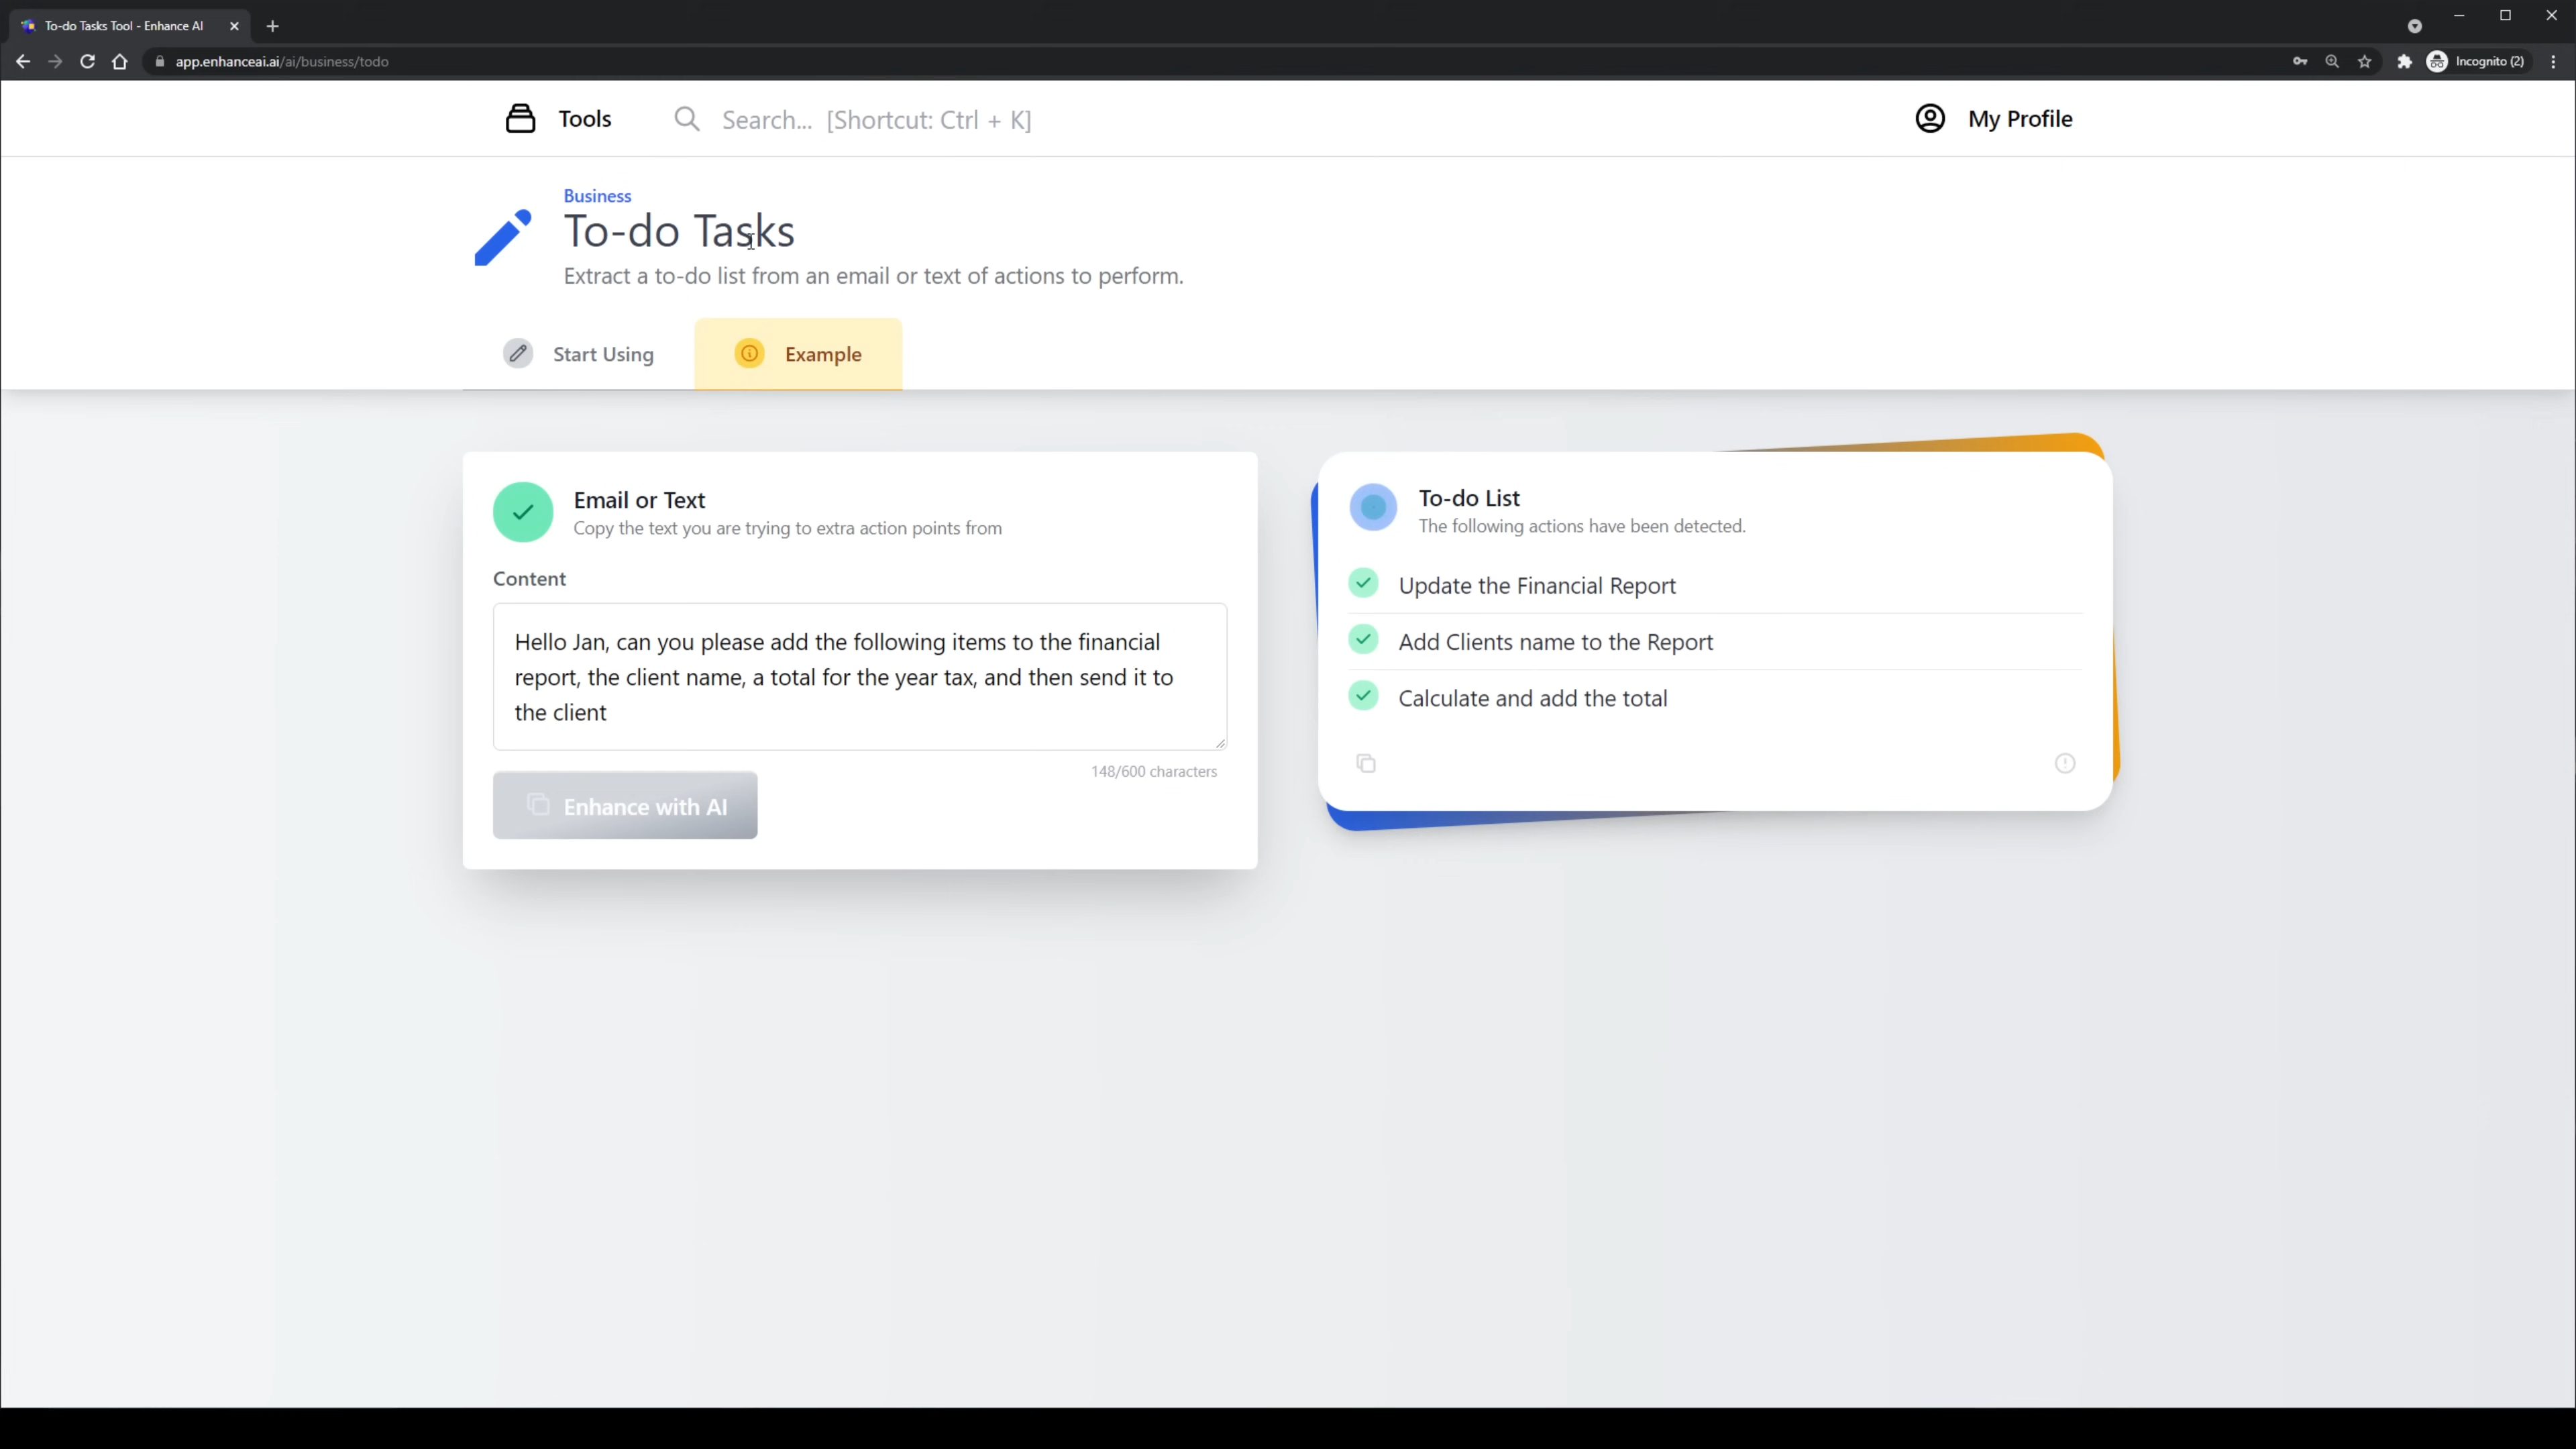 To-do Tasks Tool - Enhance AI
app.enhanceai.ai/ai/business/todo
Incognito (2)
Tools
Search... [Shortcut: Ctrl + K]
My Profile
Business
To-do Tasks
Extract a to-do list from an email or text of actions to perform.
Start Using
Example
Email or Text
Copy the text you are trying to extra action points from
Content
Hello Jan, can you please add the following items to the financial
report, the client name, a total for the year tax, and then send it to
the client
148/600 characters
Enhance with AI
To-do List
The following actions have been detected.
Update the Financial Report
Add Clients name to the Report
Calculate and add the total